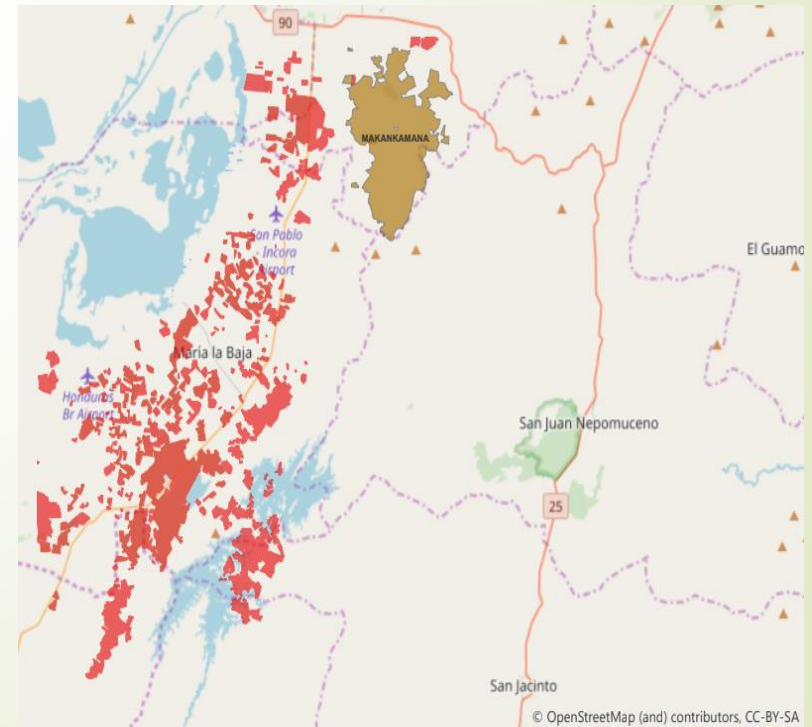 90
MAKANKAMANA
San Pablo
- Incora
Airport
El Guamo
María la Baja
Honduras
Br Airport
San Juan Nepomuceno
25
San Jacinto
© OpenStreetMap (and) contributors, CC-BY-SA